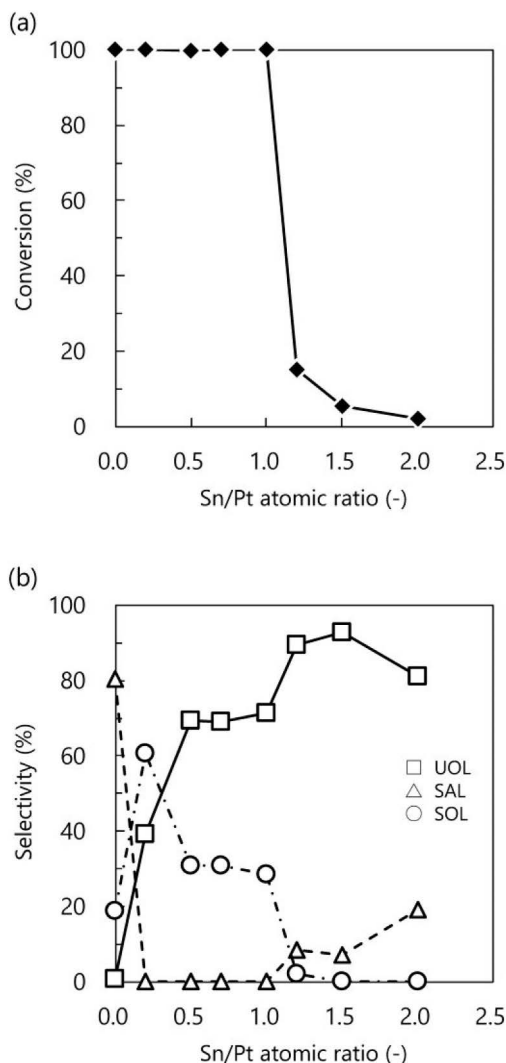 (a)
100
80
60
40
20
0
Conversion (%)
0.0 0.5 1.0 1.5 2.0 2.5
Sn/Pt atomic ratio (-)
(b)
100
80
60
40
20
0
Selectivity (%)
UOL
SAL
SOL
0.0 0.5 1.0 1.5 2.0 2.5
Sn/Pt atomic ratio (-)